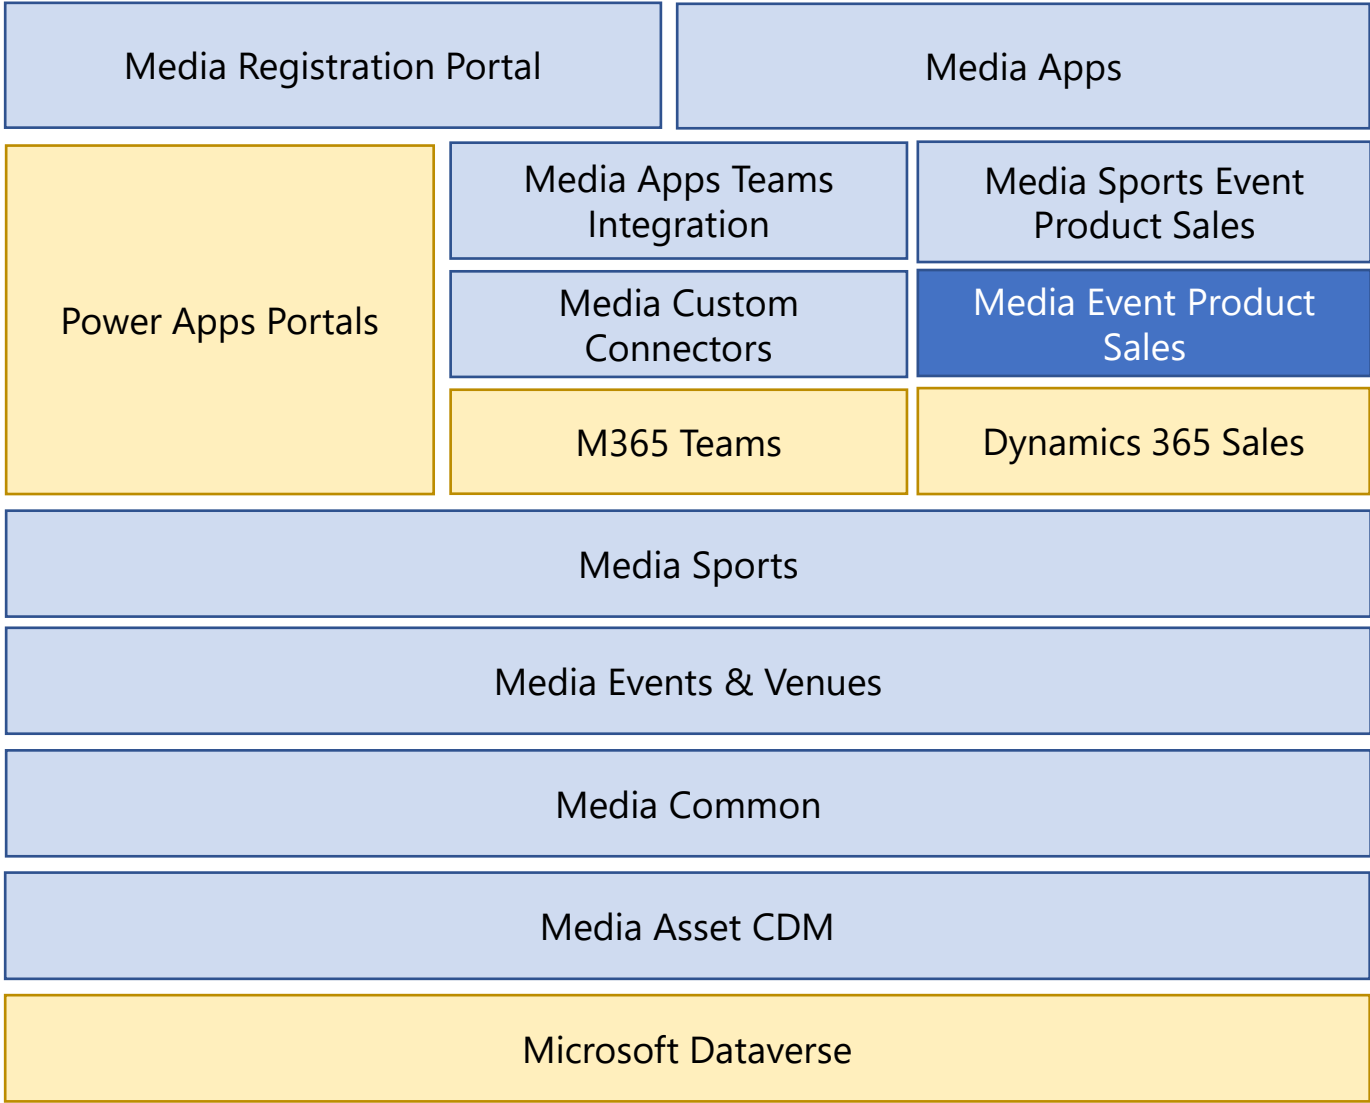 Media Registration Portal
Media Apps
Power Apps Portals
Media Apps Teams
Integration
Media Sports Event
Product Sales
Media Custom
Connectors
Media Event Product
Sales
M365 Teams
Dynamics 365 Sales
Media Sports
Media Events & Venues
Media Common
Media Asset CDM
Microsoft Dataverse